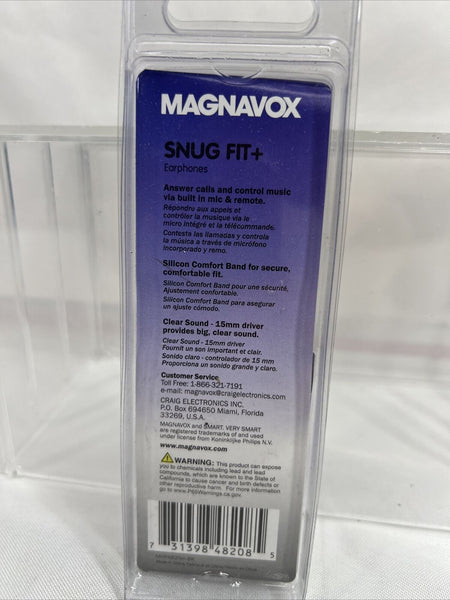 MAGNAVOX
SNUG FIT+
Earphones
Answer calls and control music
via built in mic & remote.
Répondre aux appels et
contrôler la musique via le
micro intégré et la télécommande.
Contesta las llamadas y controla
la música a través de micrófono
incorporado y remo.
Silicon Comfort Band for secure,
comfortable fit.
Silicon Comfort Band pour une sécurité,
Ajustement confortable.
Silicon Comfort Band para asegurar
un ajuste cómodo.
Clear Sound - 15mm driver
provides big, clear sound.
Clear Sound - 15mm driver
Fournit un son important et clair.
Sonido claro - controlador de 15 mm
Proporciona un sonido grande y claro.
Customer Service
Toll Free: 1-866-321-7191
e-mail: magnavox@craigelectronics.com
CRAIG ELECTRONICS INC.
P.O. Box 694650 Miami, Florida
33269, U.S.A.
MAGNAVOX and SMART. VERY SMART
are registered trademarks of and used
under license from Koninklijke Philips N.V.
www.magnavox.com
WARNING: This product can expose
you to chemicals including lead and lead
compounds, which are known to the State of
California to cause cancer and birth defects or
other reproductive harm. For more information
go to www.P65Warnings.ca.gov.
7 31398 48208 5